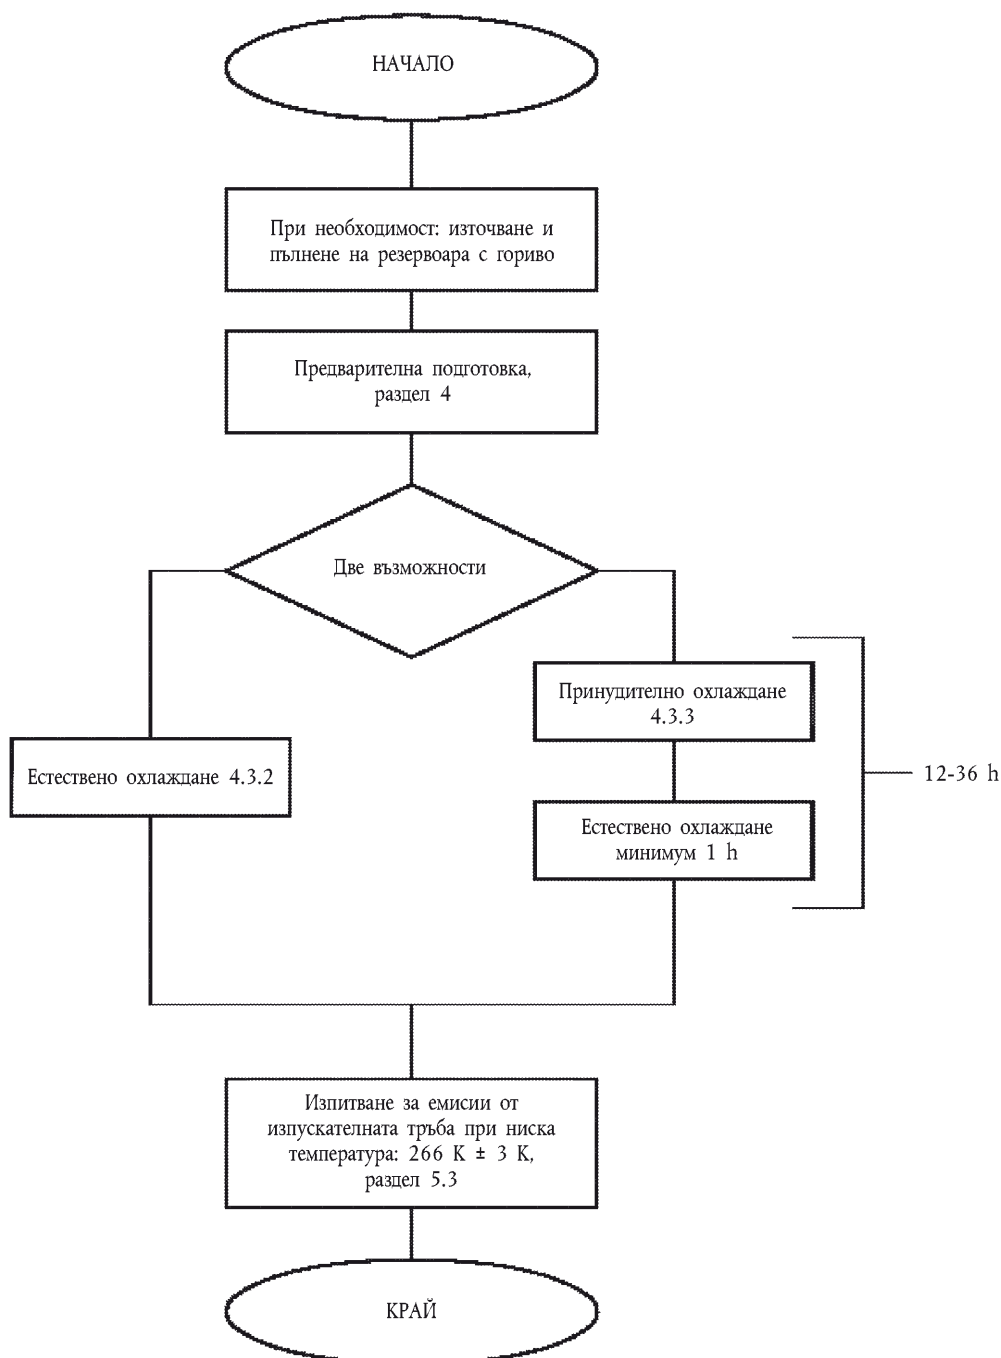 НАЧАЛО
При необходимост: източване и
пълнене на резервоара с гориво
Предварителна подготовка,
раздел 4
Две възможности
Принудително охлаждане
4.3.3
Естествено охлаждане 4.3.2
12-36 h
Естествено охлаждане
минимум 1 h
Изпитване за емисии от
изпускателната тръба при ниска
температура: 266 K ± 3 K,
раздел 5.3
КРАЙ